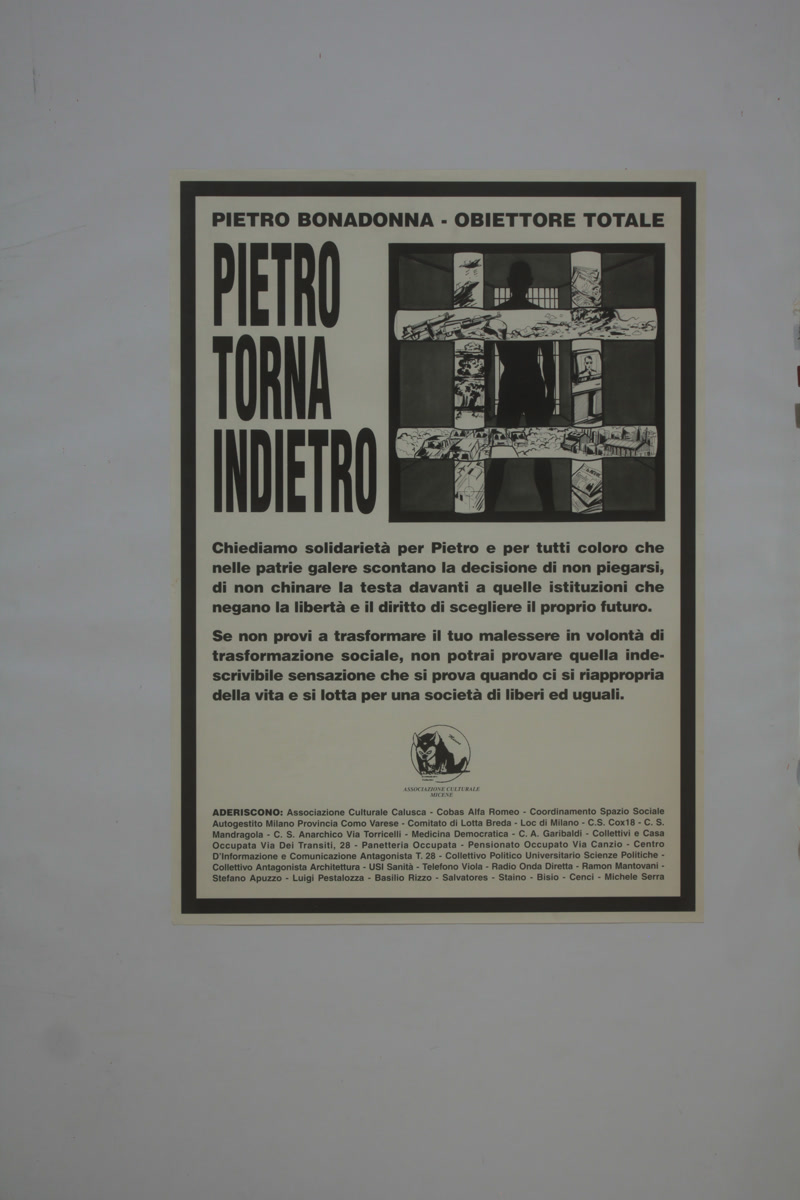 PIETRO BONADONNA - OBIETTORE TOTALE
PIETRO
TORNA
INDIETRO
Chiediamo solidarietà per Pietro e per tutti coloro che
nelle patrie galere scontano la decisione di non piegarsi,
di non chinare la testa davanti a quelle istituzioni che
negano la libertà e il diritto di scegliere il proprio futuro.
Se non provi a trasformare il tuo malessere in volontà di
trasformazione sociale, non potrai provare quella inde-
scrivibile sensazione che si prova quando ci si riappropria
della vita e si lotta per una società di liberi ed uguali.
ASSOCIAZIONE CULTURALE
MICENE
ADERISCONO: Associazione Culturale Calusca - Cobas Alfa Romeo - Coordinamento Spazio Sociale
Autogestito Milano Provincia Como Varese - Comitato di Lotta Breda - Loc di Milano - C.S. Cox18 - C. S.
Mandragola - C. S. Anarchico Via Torricelli - Medicina Democratica - C. A. Garibaldi - Collettivi e Casa
Occupata Via Dei Transiti, 28 - Panetteria Occupata - Pensionato Occupato Via Canzio - Centro
D'Informazione e Comunicazione Antagonista T. 28 - Collettivo Politico Universitario Scienze Politiche -
Collettivo Antagonista Architettura - USI Sanità - Telefono Viola - Radio Onda Diretta - Ramon Mantovani -
Stefano Apuzzo - Luigi Pestalozza - Basilio Rizzo - Salvatores - Staino - Bisio - Cenci - Michele Serra